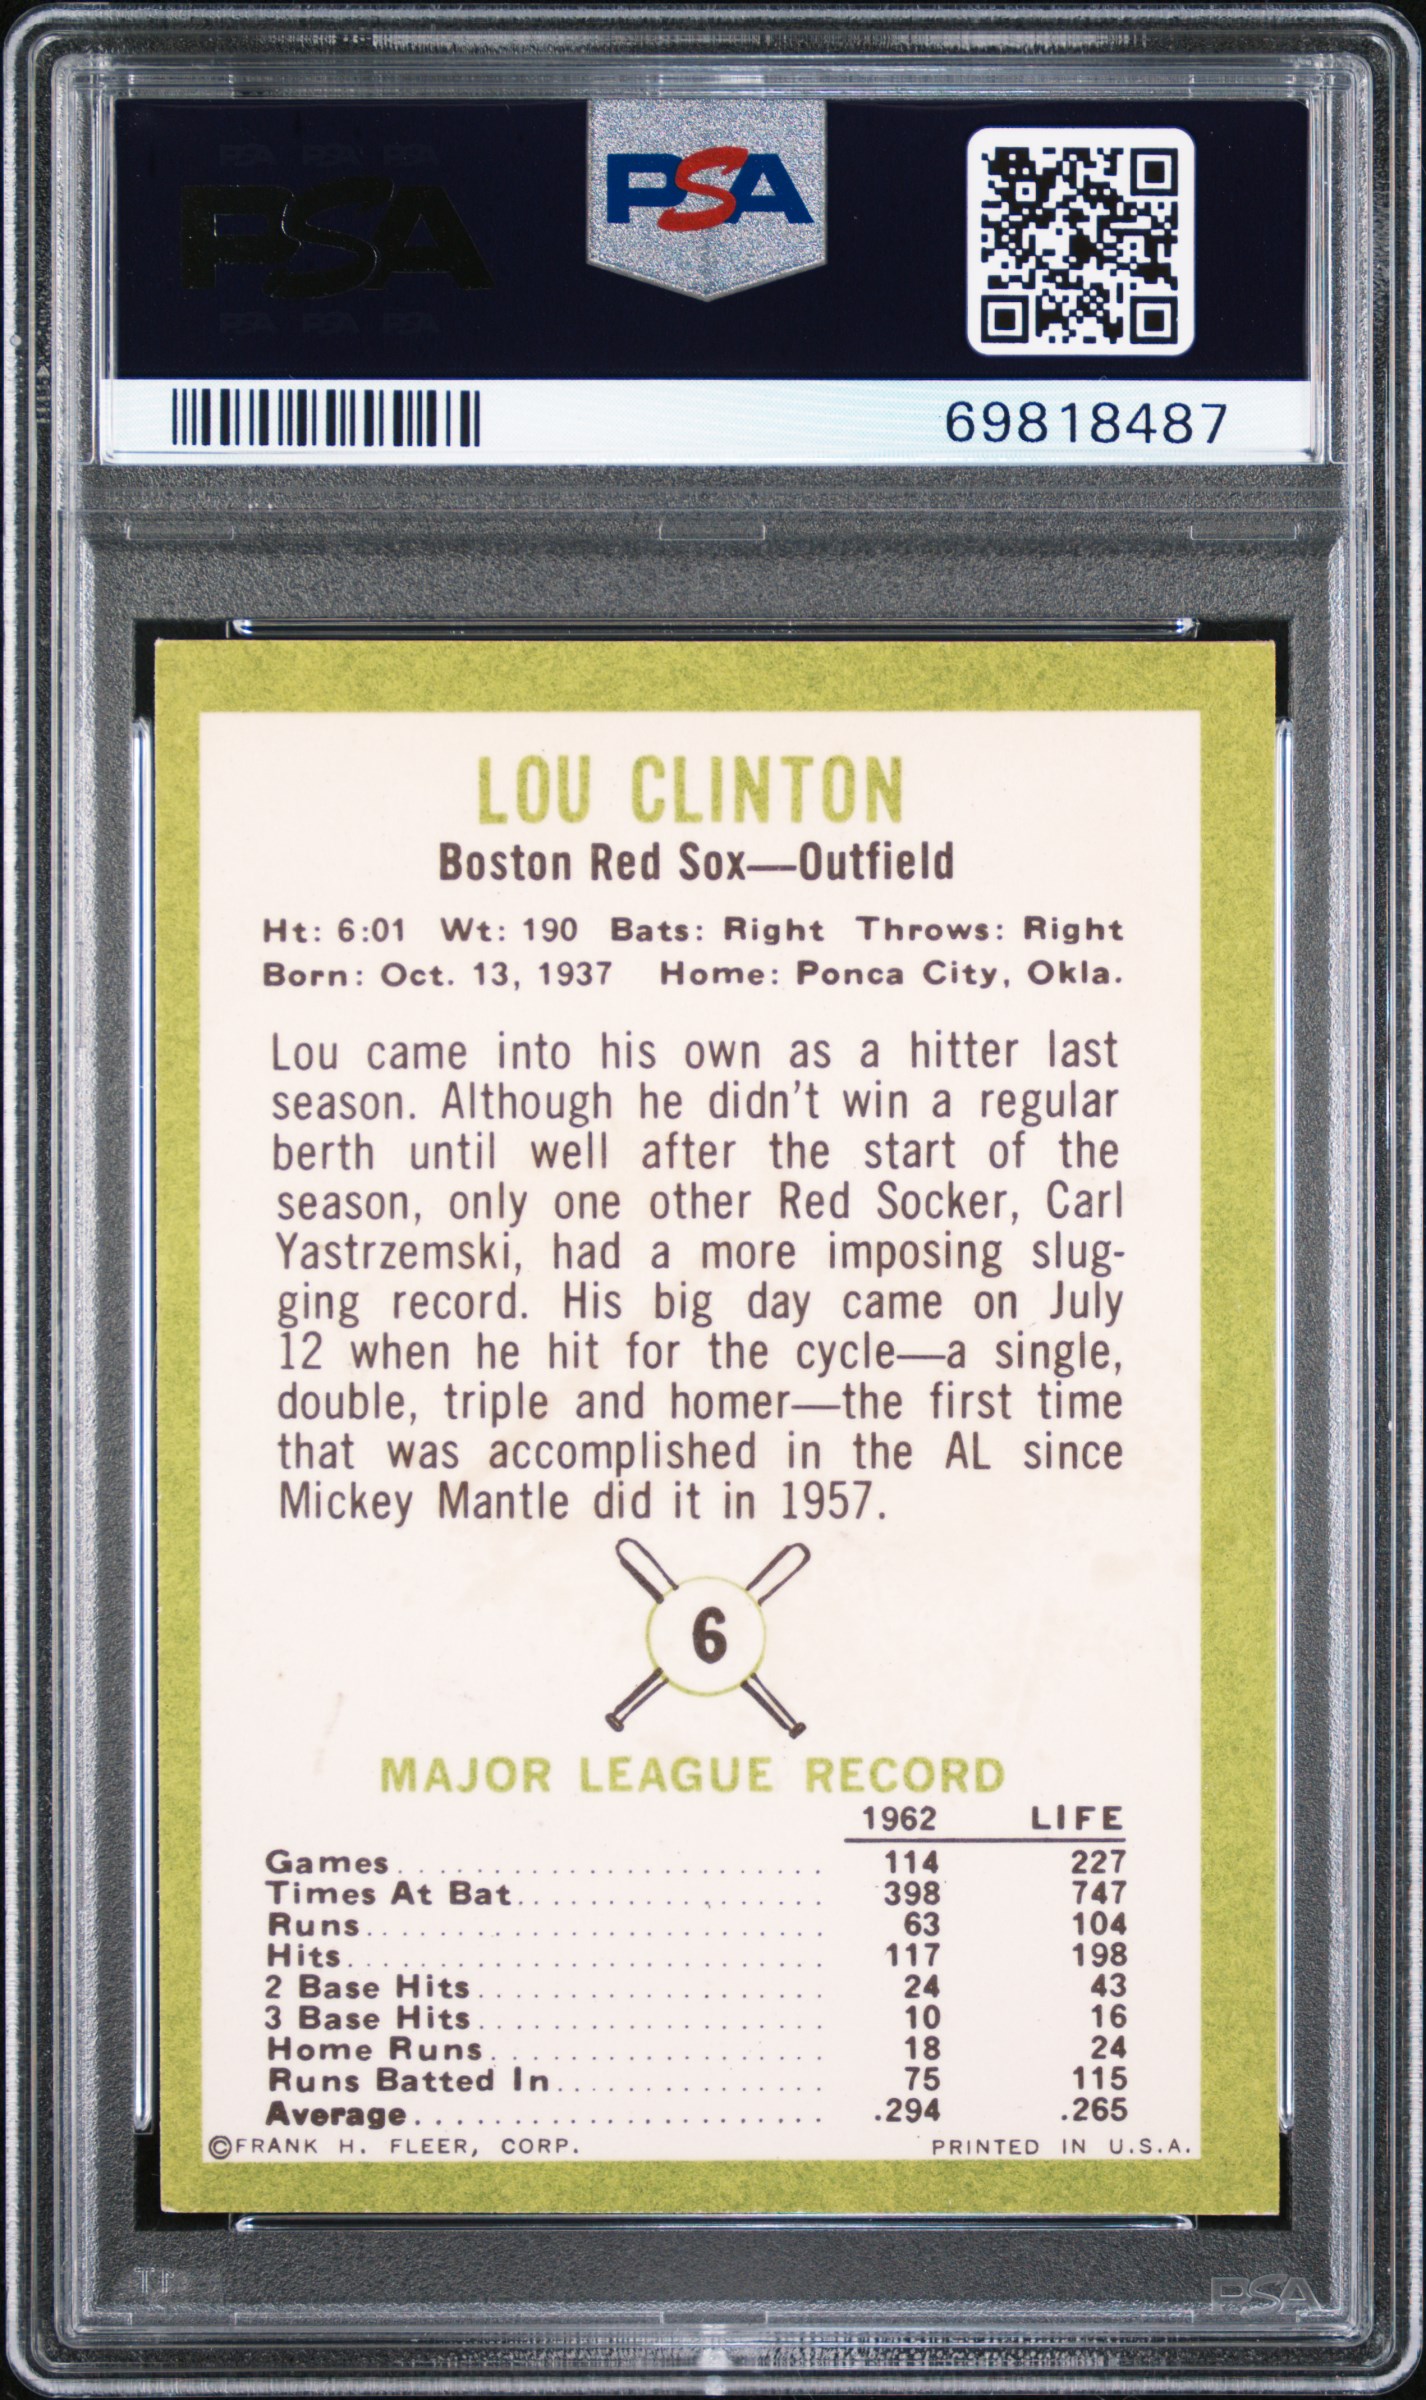 PSA PSA PSA
PSA
PSA PSA PSA
PSA
69818487
LOU CLINTON
Boston Red Sox—Outfield
Ht: 6:01 Wt: 190 Bats: Right Throws: Right
Born: Oct. 13, 1937 Home: Ponca City, Okla.
Lou came into his own as a hitter last
season. Although he didn't win a regular
berth until well after the start of the
season, only one other Red Socker, Carl
Yastrzemski, had a more imposing slug-
ging record. His big day came on July
12 when he hit for the cycle—a single,
double, triple and homer—the first time
that was accomplished in the AL since
Mickey Mantle did it in 1957.
6
MAJOR LEAGUE RECORD
1962 LIFE
Games........................ 114 227
Times At Bat.................. 398 747
Runs.......................... 63 104
Hits........................... 117 198
2 Base Hits.................... 24 43
3 Base Hits.................... 10 16
Home Runs................... 18 24
Runs Batted In................ 75 115
Average........................ .294 .265
©FRANK H. FLEER, CORP. PRINTED IN U.S.A.
PSA